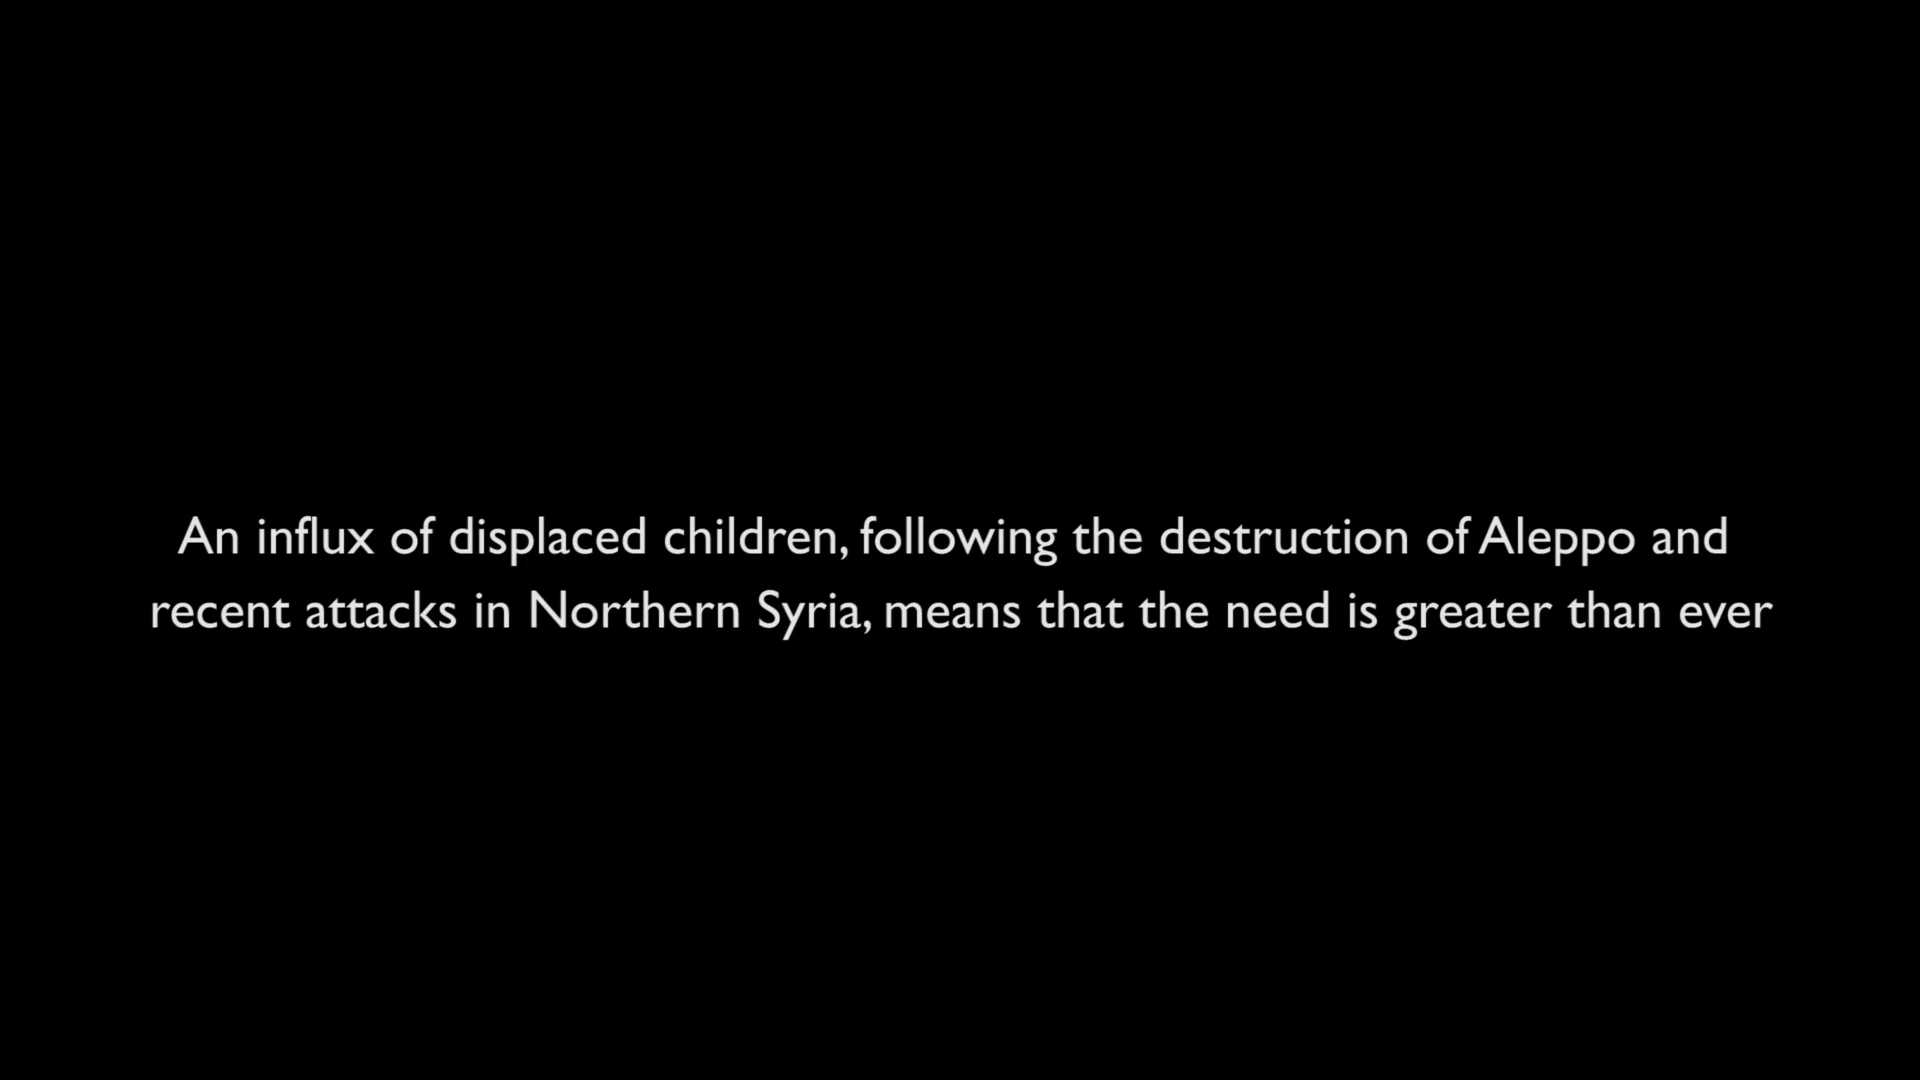 An influx of displaced children, following the destruction of Aleppo and
recent attacks in Northern Syria, means that the need is greater than ever